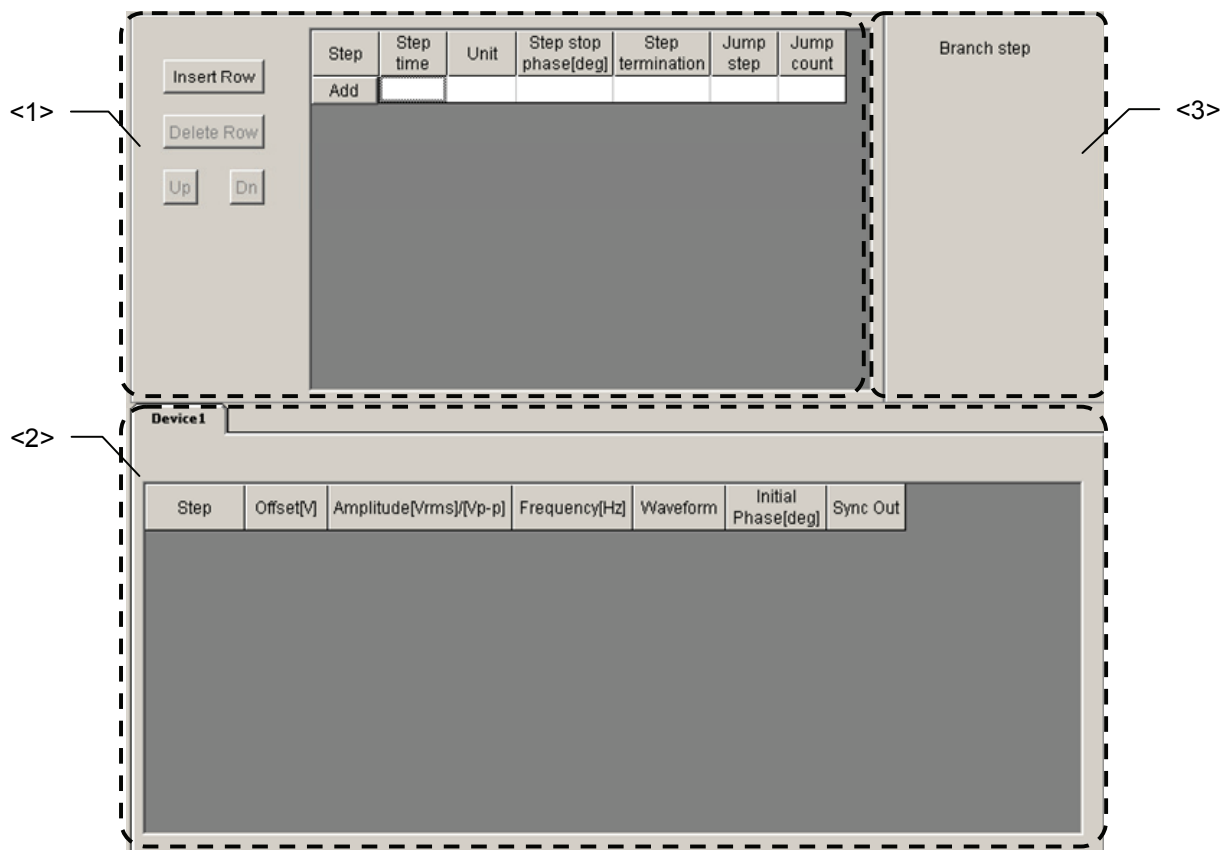 <1>
Insert Row
Delete Row
Up Dn
Step Step time Unit Step stop phase[deg] Step termination Jump step Jump count
Add
Branch step
<3>
<2>
Device1
Step Offset[V] Amplitude[Vrms]/[Vp-p] Frequency[Hz] Waveform Initial Phase[deg] Sync Out